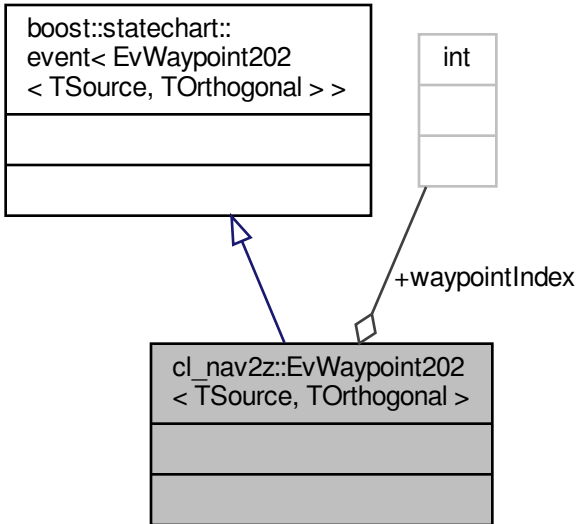 boost::statechart::
event< EvWaypoint202
< TSource, TOrthogonal > >
int
+waypointIndex
cl_nav2z::EvWaypoint202
< TSource, TOrthogonal >